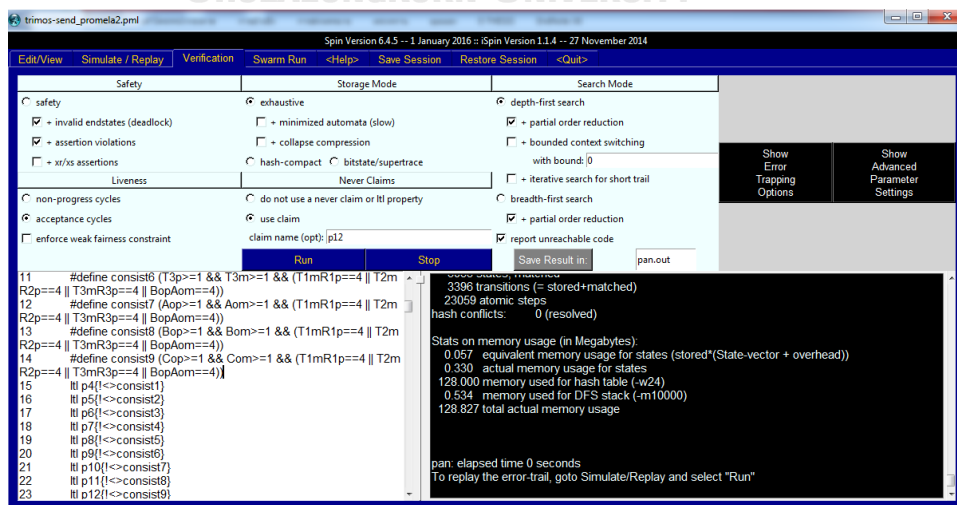 trimos-send_promela2.pml
Spin Version 6.4.5 -- 1 January 2016 :: iSpin Version 1.1.4 -- 27 November 2014
Edit/View Simulate / Replay Verification Swarm Run <Help> Save Session Restore Session <Quit>
Safety Storage Mode Search Mode
safety exhaustive depth-first search
+ invalid endstates (deadlock) + minimized automata (slow) + partial order reduction
+ assertion violations + collapse compression + bounded context switching
+ xr/xs assertions hash-compact bitstate/supertrace with bound: 0
Liveness Never Claims + iterative search for short trail
non-progress cycles do not use a never claim or ltl property breadth-first search
acceptance cycles use claim + partial order reduction
enforce weak fairness constraint claim name (opt): p12 report unreachable code
Run Stop Save Result in: pan.out
Show Error Trapping Options
Show Advanced Parameter Settings
11 #define consist6 (T3p>=1 && T3m>=1 && (T1mR1p==4 || T2m
R2p==4 || T3mR3p==4 || BopAom==4))
12 #define consist7 (Aop>=1 && Aom>=1 && (T1mR1p==4 || T2m
R2p==4 || T3mR3p==4 || BopAom==4))
13 #define consist8 (Bop>=1 && Bom>=1 && (T1mR1p==4 || T2m
R2p==4 || T3mR3p==4 || BopAom==4))
14 #define consist9 (Cop>=1 && Com>=1 && (T1mR1p==4 || T2m
R2p==4 || T3mR3p==4 || BopAom==4))
15 ltl p4{!<>consist1}
16 ltl p5{!<>consist2}
17 ltl p6{!<>consist3}
18 ltl p7{!<>consist4}
19 ltl p8{!<>consist5}
20 ltl p9{!<>consist6}
21 ltl p10{!<>consist7}
22 ltl p11{!<>consist8}
23 ltl p12{!<>consist9}
states, matched
3396 transitions (= stored+matched)
23059 atomic steps
hash conflicts: 0 (resolved)
Stats on memory usage (in Megabytes):
0.057 equivalent memory usage for states (stored*(State-vector + overhead))
0.330 actual memory usage for states
128.000 memory used for hash table (-w24)
0.534 memory used for DFS stack (-m10000)
128.827 total actual memory usage
pan: elapsed time 0 seconds
To replay the error-trail, goto Simulate/Replay and select "Run"